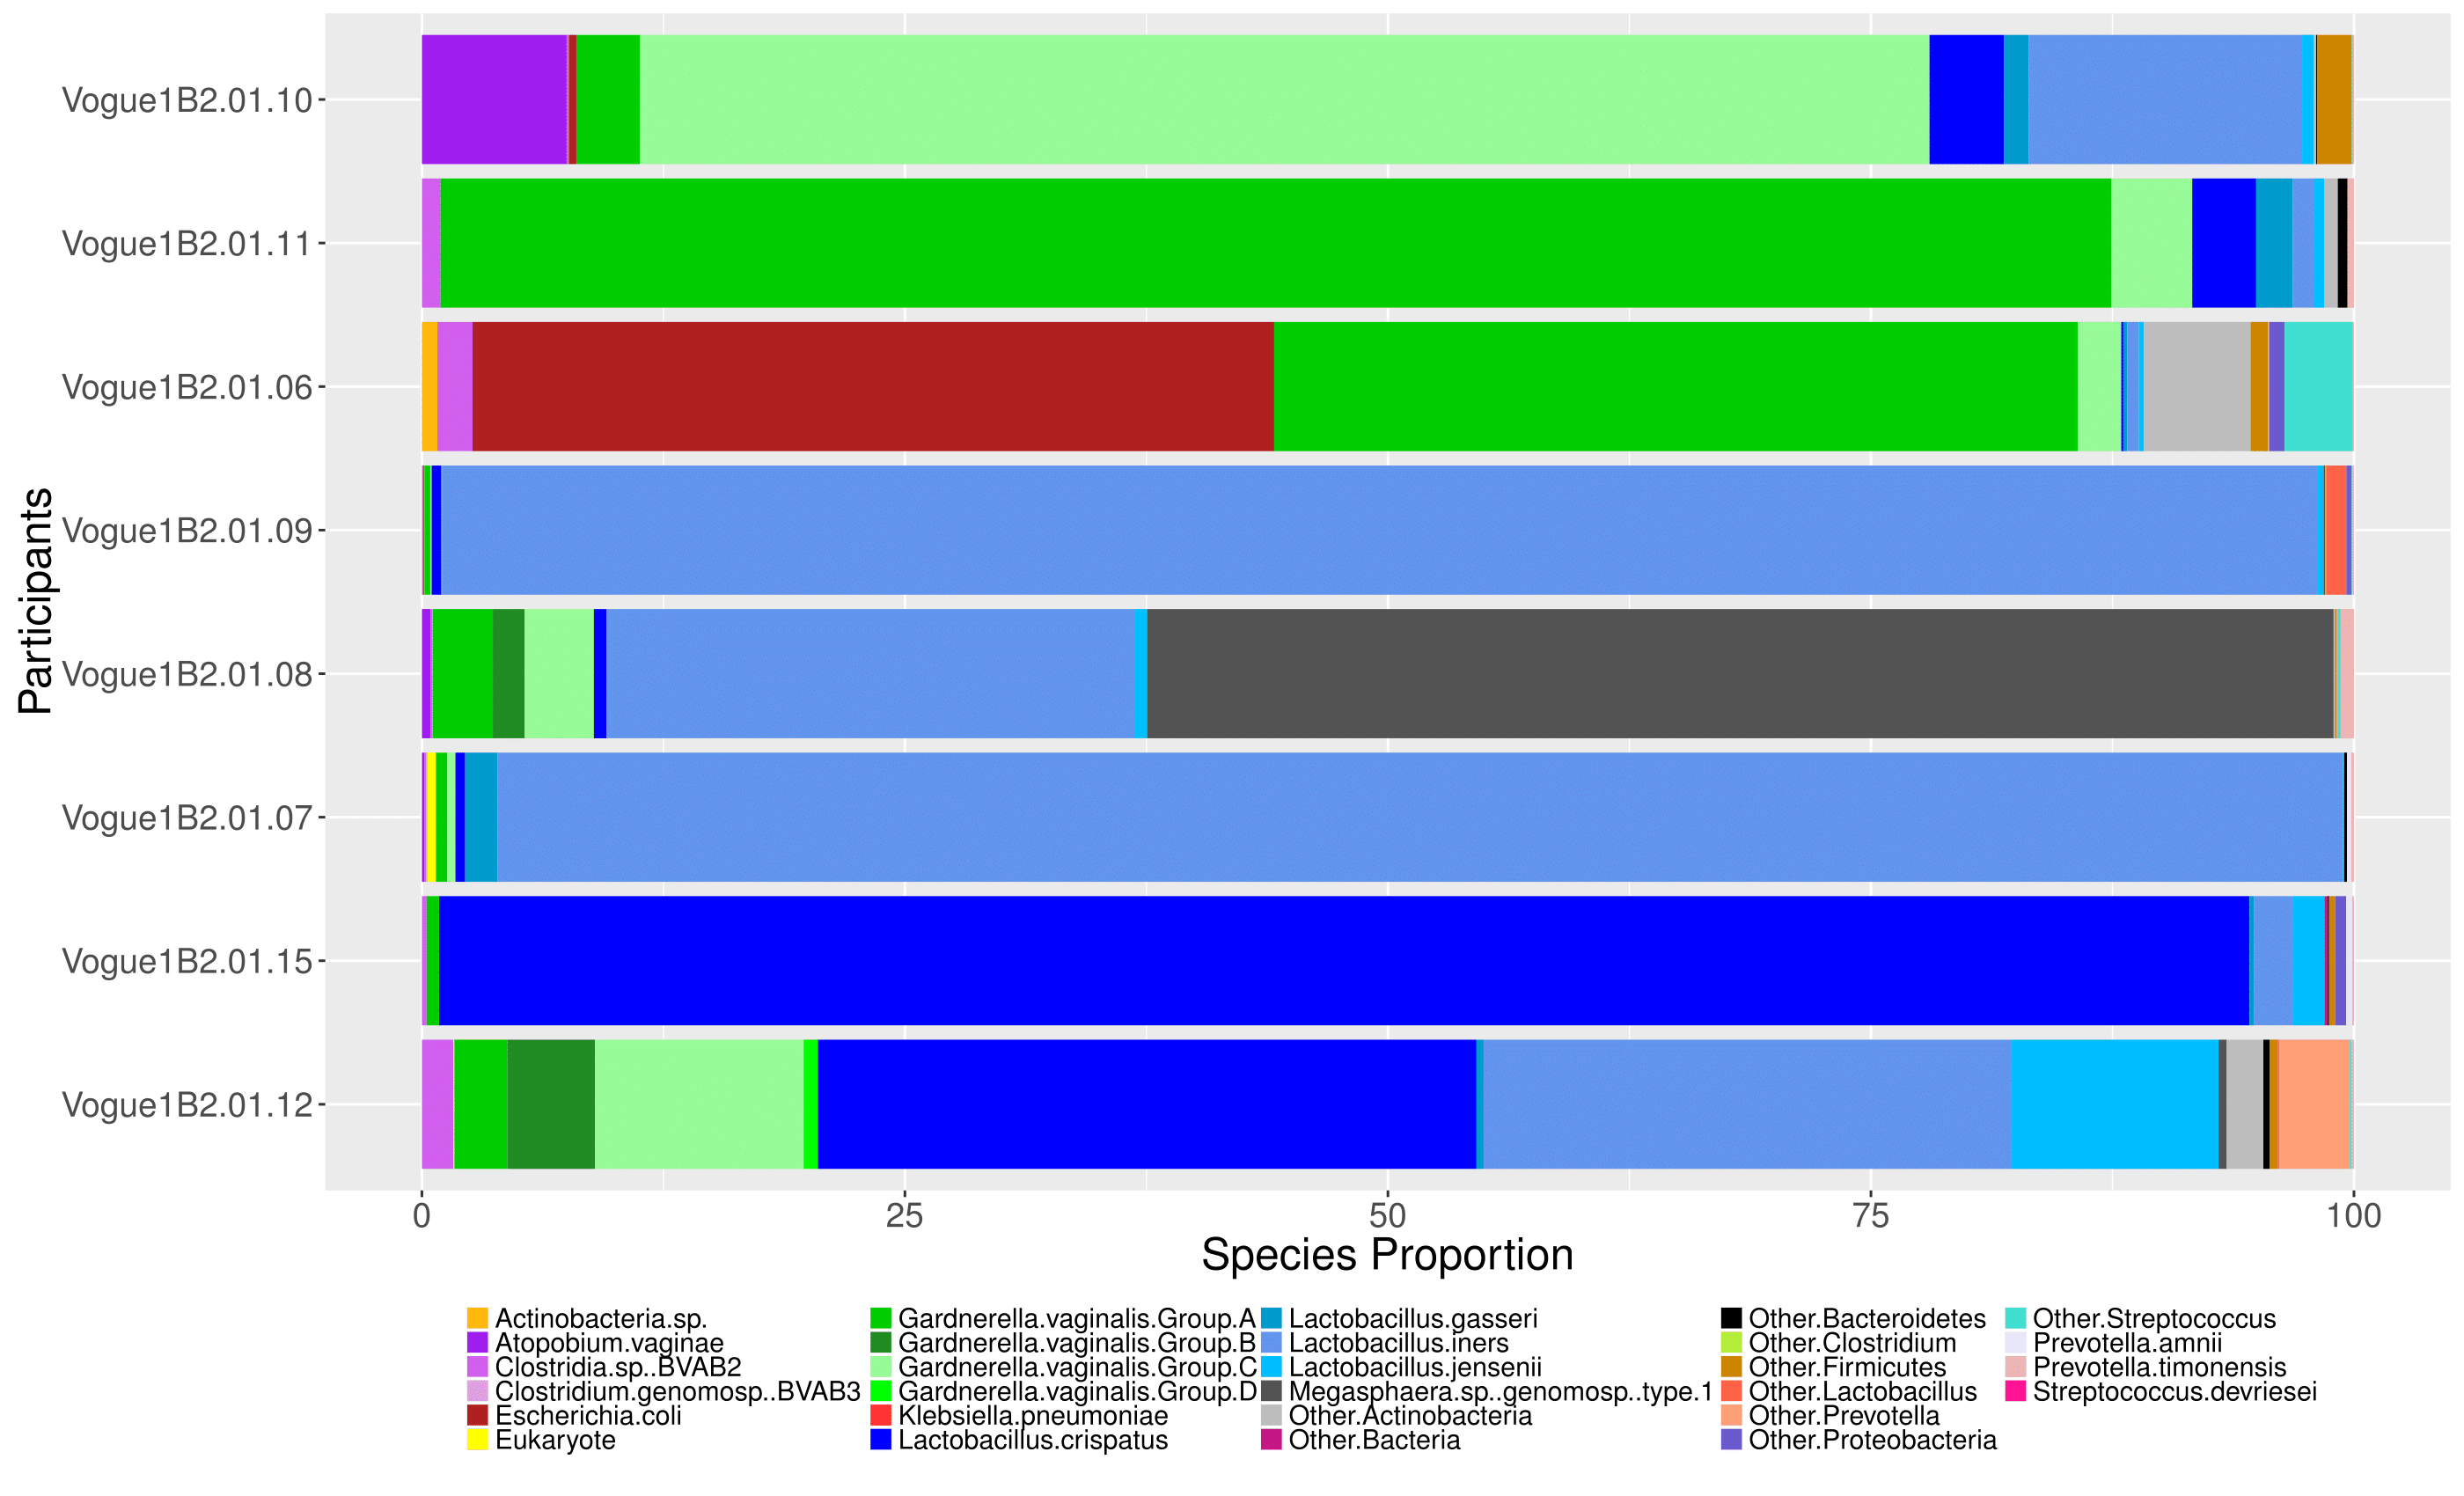 Participants
Vogue1B2.01.10
Vogue1B2.01.11
Vogue1B2.01.06
Vogue1B2.01.09
Vogue1B2.01.08
Vogue1B2.01.07
Vogue1B2.01.15
Vogue1B2.01.12
0 25 50 75 100
Species Proportion
Actinobacteria.sp.
Atopobium.vaginae
Clostridia.sp..BVAB2
Clostridium.genomosp..BVAB3
Escherichia.coli
Eukaryote
Gardnerella.vaginalis.Group.A
Gardnerella.vaginalis.Group.B
Gardnerella.vaginalis.Group.C
Gardnerella.vaginalis.Group.D
Klebsiella.pneumoniae
Lactobacillus.crispatus
Lactobacillus.gasseri
Lactobacillus.iners
Lactobacillus.jensenii
Megasphaera.sp..genomosp..type.1
Other.Actinobacteria
Other.Bacteria
Other.Bacteroidetes
Other.Clostridium
Other.Firmicutes
Other.Lactobacillus
Other.Prevotella
Other.Proteobacteria
Other.Streptococcus
Prevotella.amnii
Prevotella.timonensis
Streptococcus.devriesei